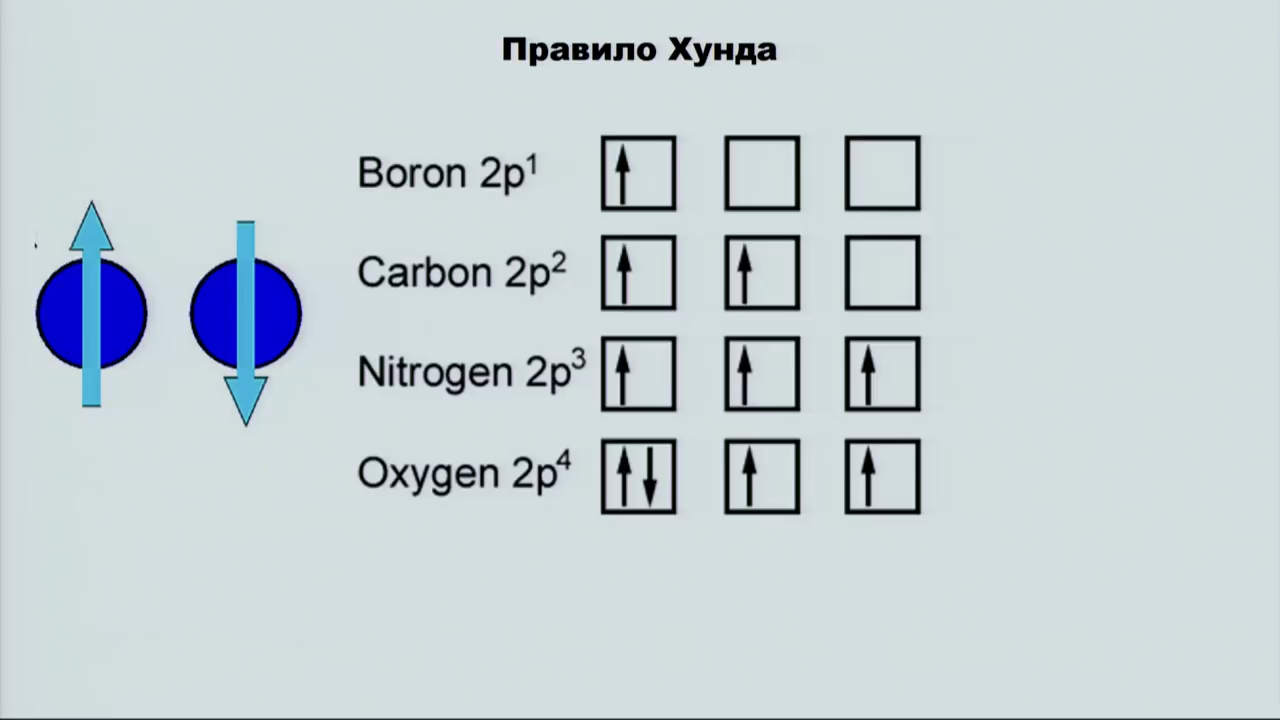 Правило Хунда
Boron 2p¹
Carbon 2p²
Nitrogen 2p³
Oxygen 2p⁴